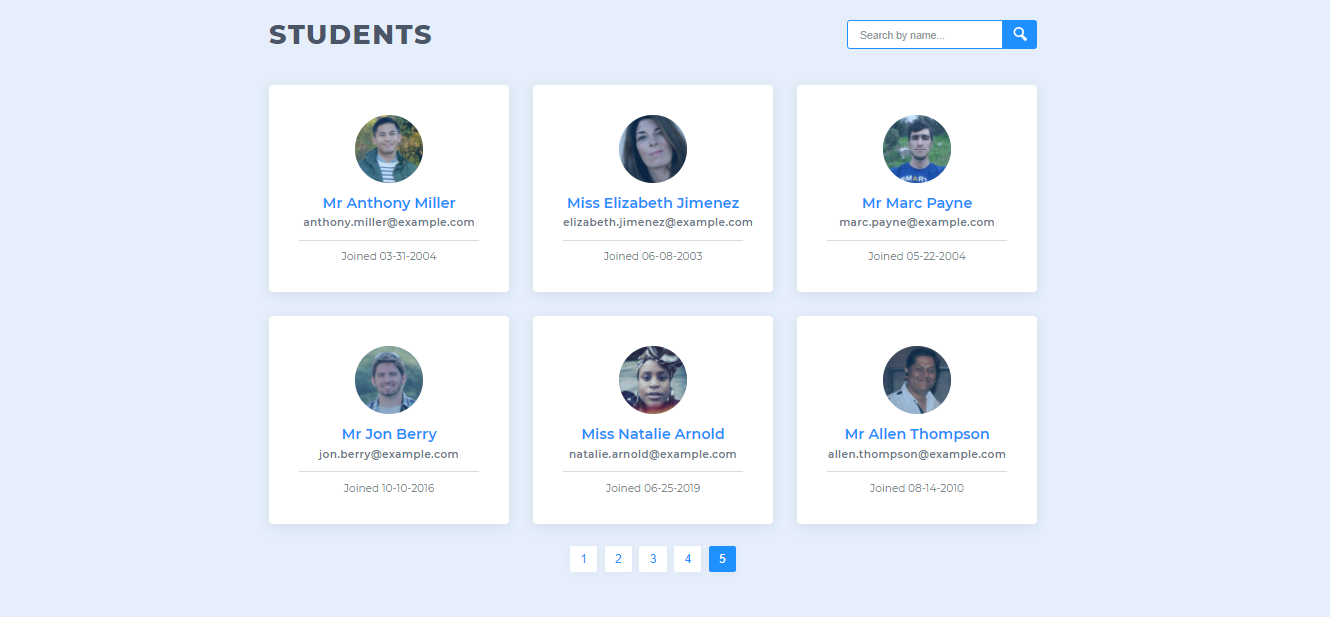 STUDENTS
Search by name...
Mr Anthony Miller
anthony.miller@example.com
Joined 03-31-2004
Miss Elizabeth Jimenez
elizabeth.jimenez@example.com
Joined 06-08-2003
Mr Marc Payne
marc.payne@example.com
Joined 05-22-2004
Mr Jon Berry
jon.berry@example.com
Joined 10-10-2016
Miss Natalie Arnold
natalie.arnold@example.com
Joined 06-25-2019
Mr Allen Thompson
allen.thompson@example.com
Joined 08-14-2010
1 2 3 4 5